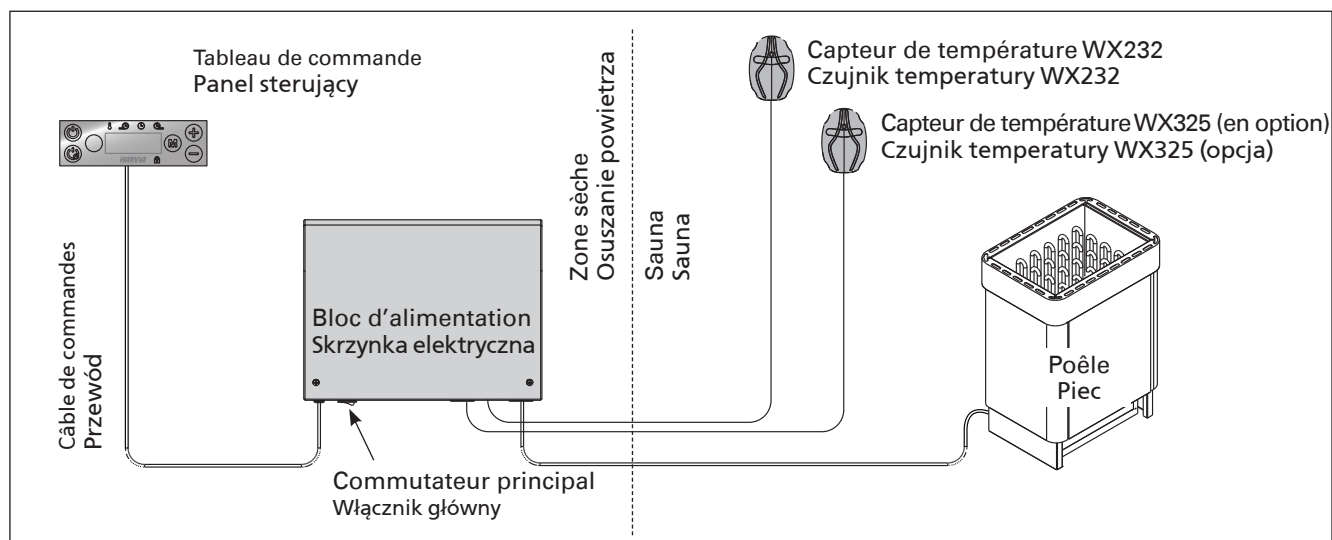 Tableau de commande
Panel sterujący
HARVIA
M
Câble de commandes
Przewód
Bloc d'alimentation
Skrzynka elektryczna
Commutateur principal
Włącznik główny
Zone sèche
Osuszanie powietrza
Sauna
Sauna
Capteur de température WX232
Czujnik temperatury WX232
Capteur de température WX325 (en option)
Czujnik temperatury WX325 (opcja)
Poêle
Piec